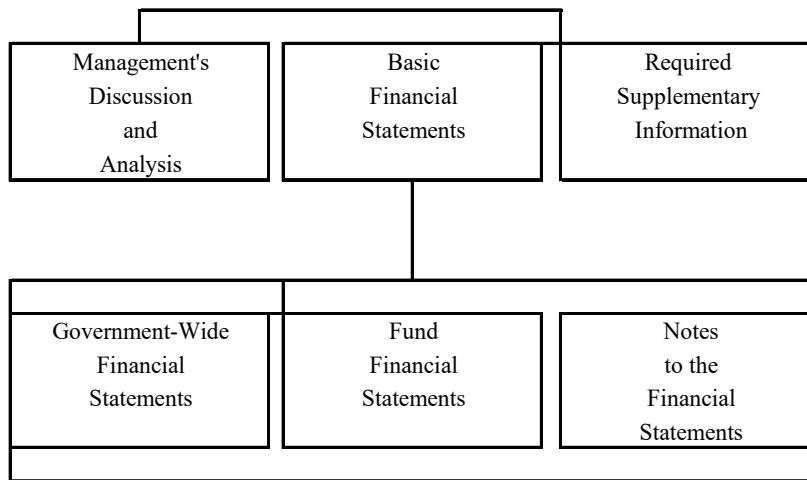 Management's
Discussion
and
Analysis
Basic
Financial
Statements
Required
Supplementary
Information
Government-Wide
Financial
Statements
Fund
Financial
Statements
Notes
to the
Financial
Statements